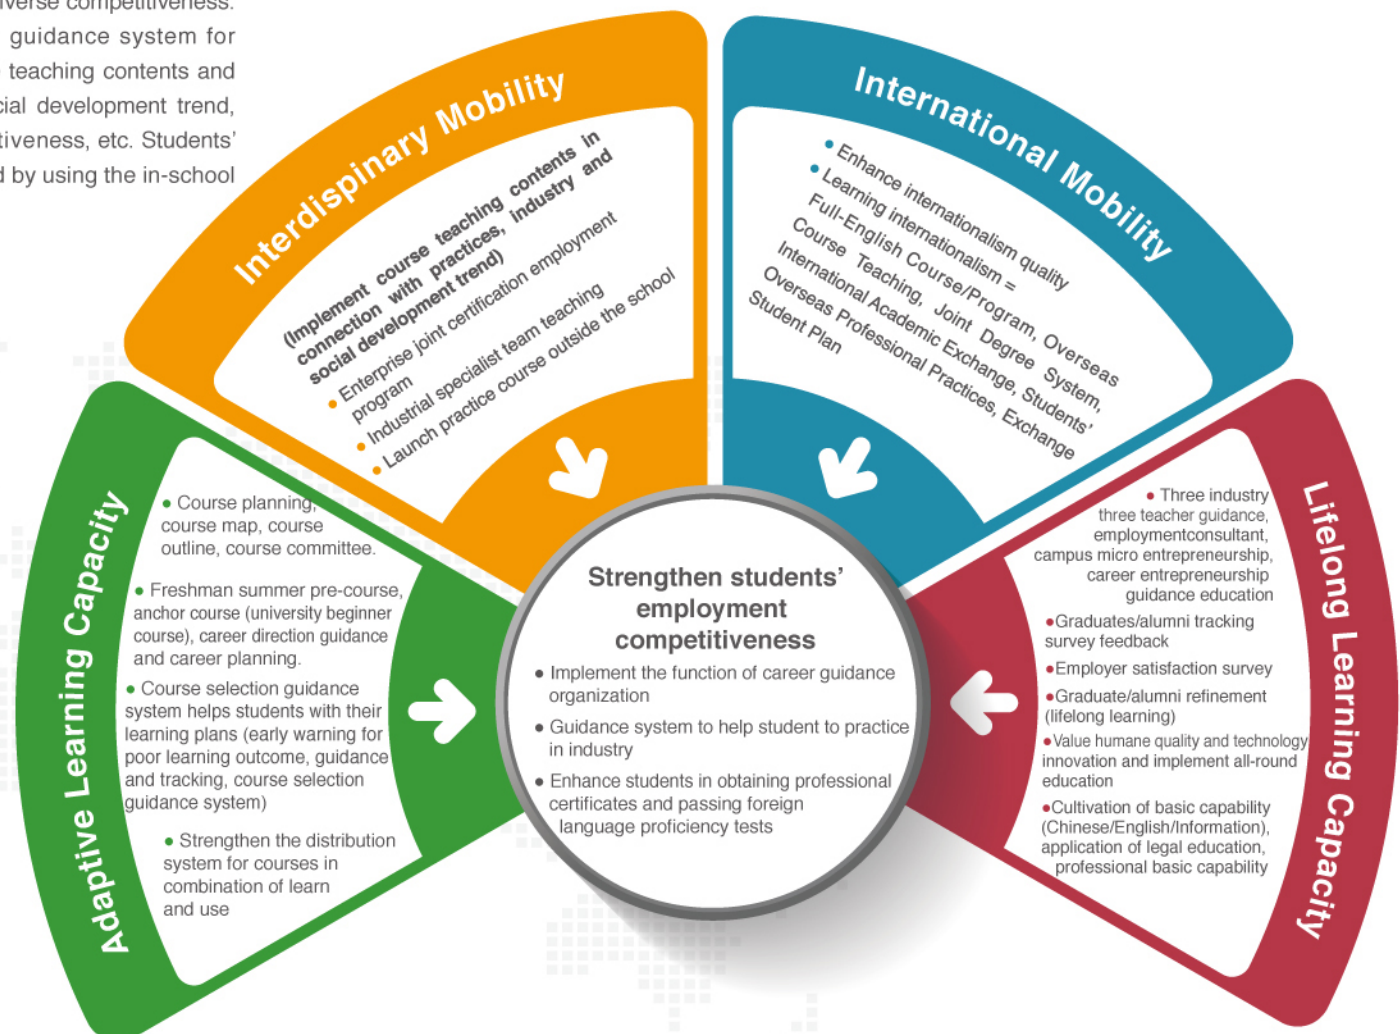 verse competitiveness.
guidance system for
teaching contents and
cial development trend,
tiveness, etc. Students'
d by using the in-school
Interdispinary Mobility
(Implement course teaching contents in
connection with practices, industry and
social development trend)
• Enterprise joint certification employment
program
• Industrial specialist team teaching
• Launch practice course outside the school
International Mobility
• Enhance internationalism quality
• Learning internationalism =
Full-English Course/Program, Overseas
Course Teaching, Joint Degree System,
International Academic Exchange, Students'
Overseas Professional Practices, Exchange
Student Plan
Adaptive Learning Capacity
• Course planning,
course map, course
outline, course committee.
• Freshman summer pre-course,
anchor course (university beginner
course), career direction guidance
and career planning.
• Course selection guidance
system helps students with their
learning plans (early warning for
poor learning outcome, guidance
and tracking, course selection
guidance system)
• Strengthen the distribution
system for courses in
combination of learn
and use
Strengthen students'
employment
competitiveness
• Implement the function of career guidance
organization
• Guidance system to help student to practice
in industry
• Enhance students in obtaining professional
certificates and passing foreign
language proficiency tests
Lifelong Learning Capacity
• Three industry
three teacher guidance,
employmentconsultant,
campus micro entrepreneurship,
career entrepreneurship
guidance education
•Graduates/alumni tracking
survey feedback
•Employer satisfaction survey
•Graduate/alumni refinement
(lifelong learning)
•Value humane quality and technology
innovation and implement all-round
education
•Cultivation of basic capability
(Chinese/English/Information),
application of legal education,
professional basic capability